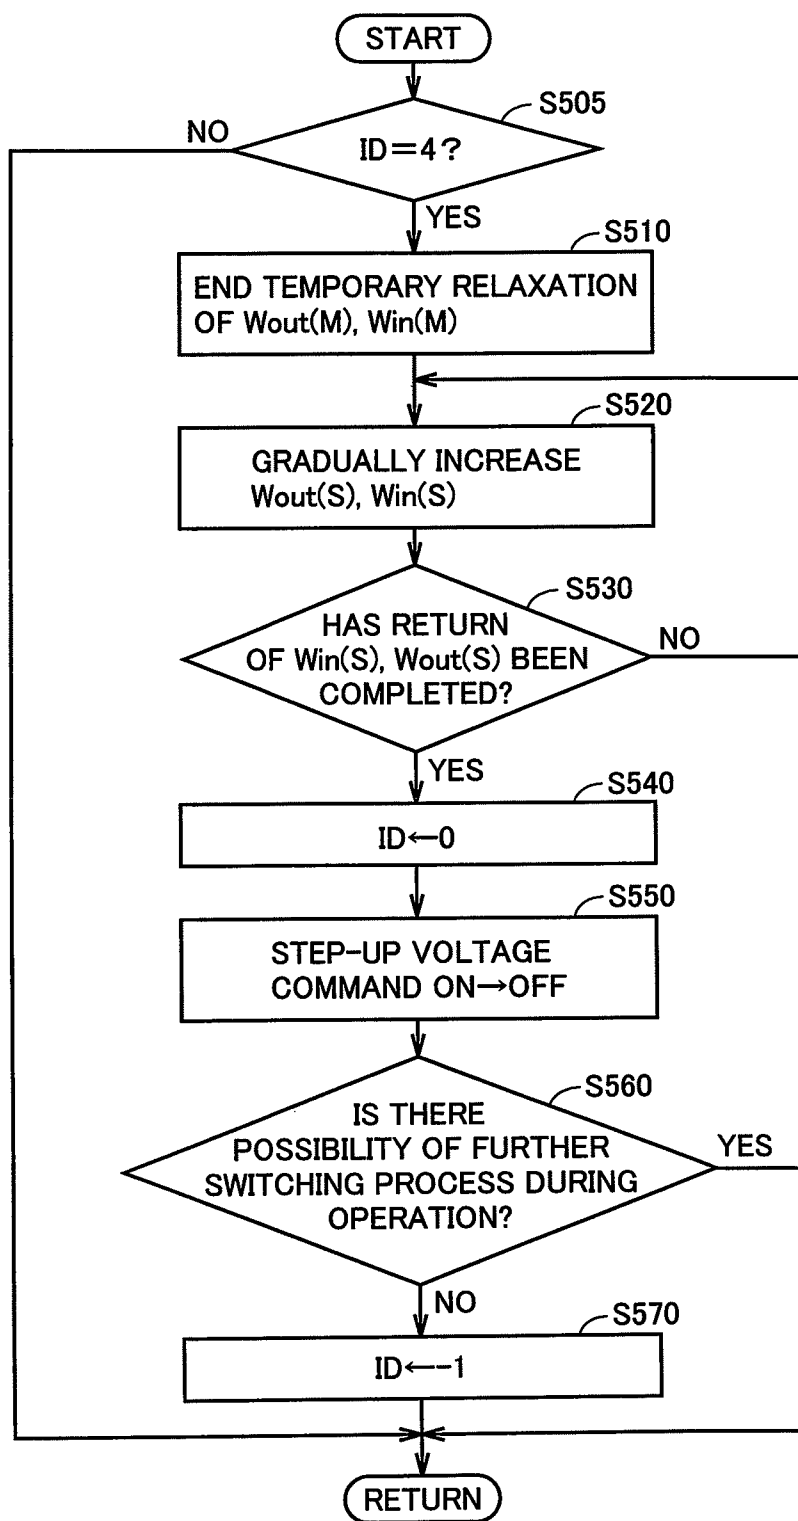 START
S505
NO
ID=4?
YES
S510
END TEMPORARY RELAXATION
OF Wout(M), Win(M)
S520
GRADUALLY INCREASE
Wout(S), Win(S)
S530
HAS RETURN
OF Win(S), Wout(S) BEEN
COMPLETED?
NO
YES
S540
ID←0
S550
STEP-UP VOLTAGE
COMMAND ON→OFF
S560
IS THERE
POSSIBILITY OF FURTHER
SWITCHING PROCESS DURING
OPERATION?
YES
NO
S570
ID←-1
RETURN